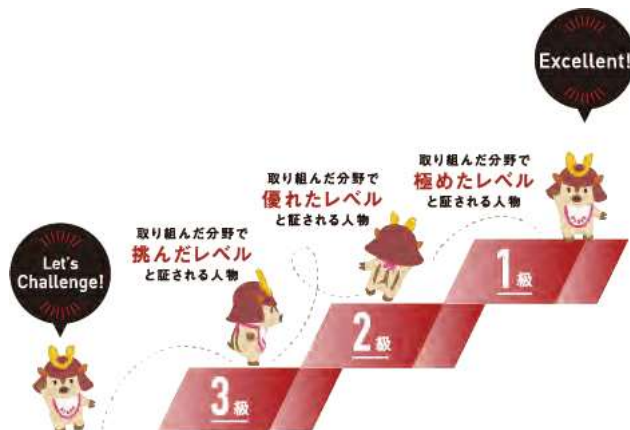 Let's
Challenge!
取り組んだ分野で
挑んだレベル
と証される人物
3級
取り組んだ分野で
優れたレベル
と証される人物
2級
取り組んだ分野で
極めたレベル
と証される人物
1級
Excellent!